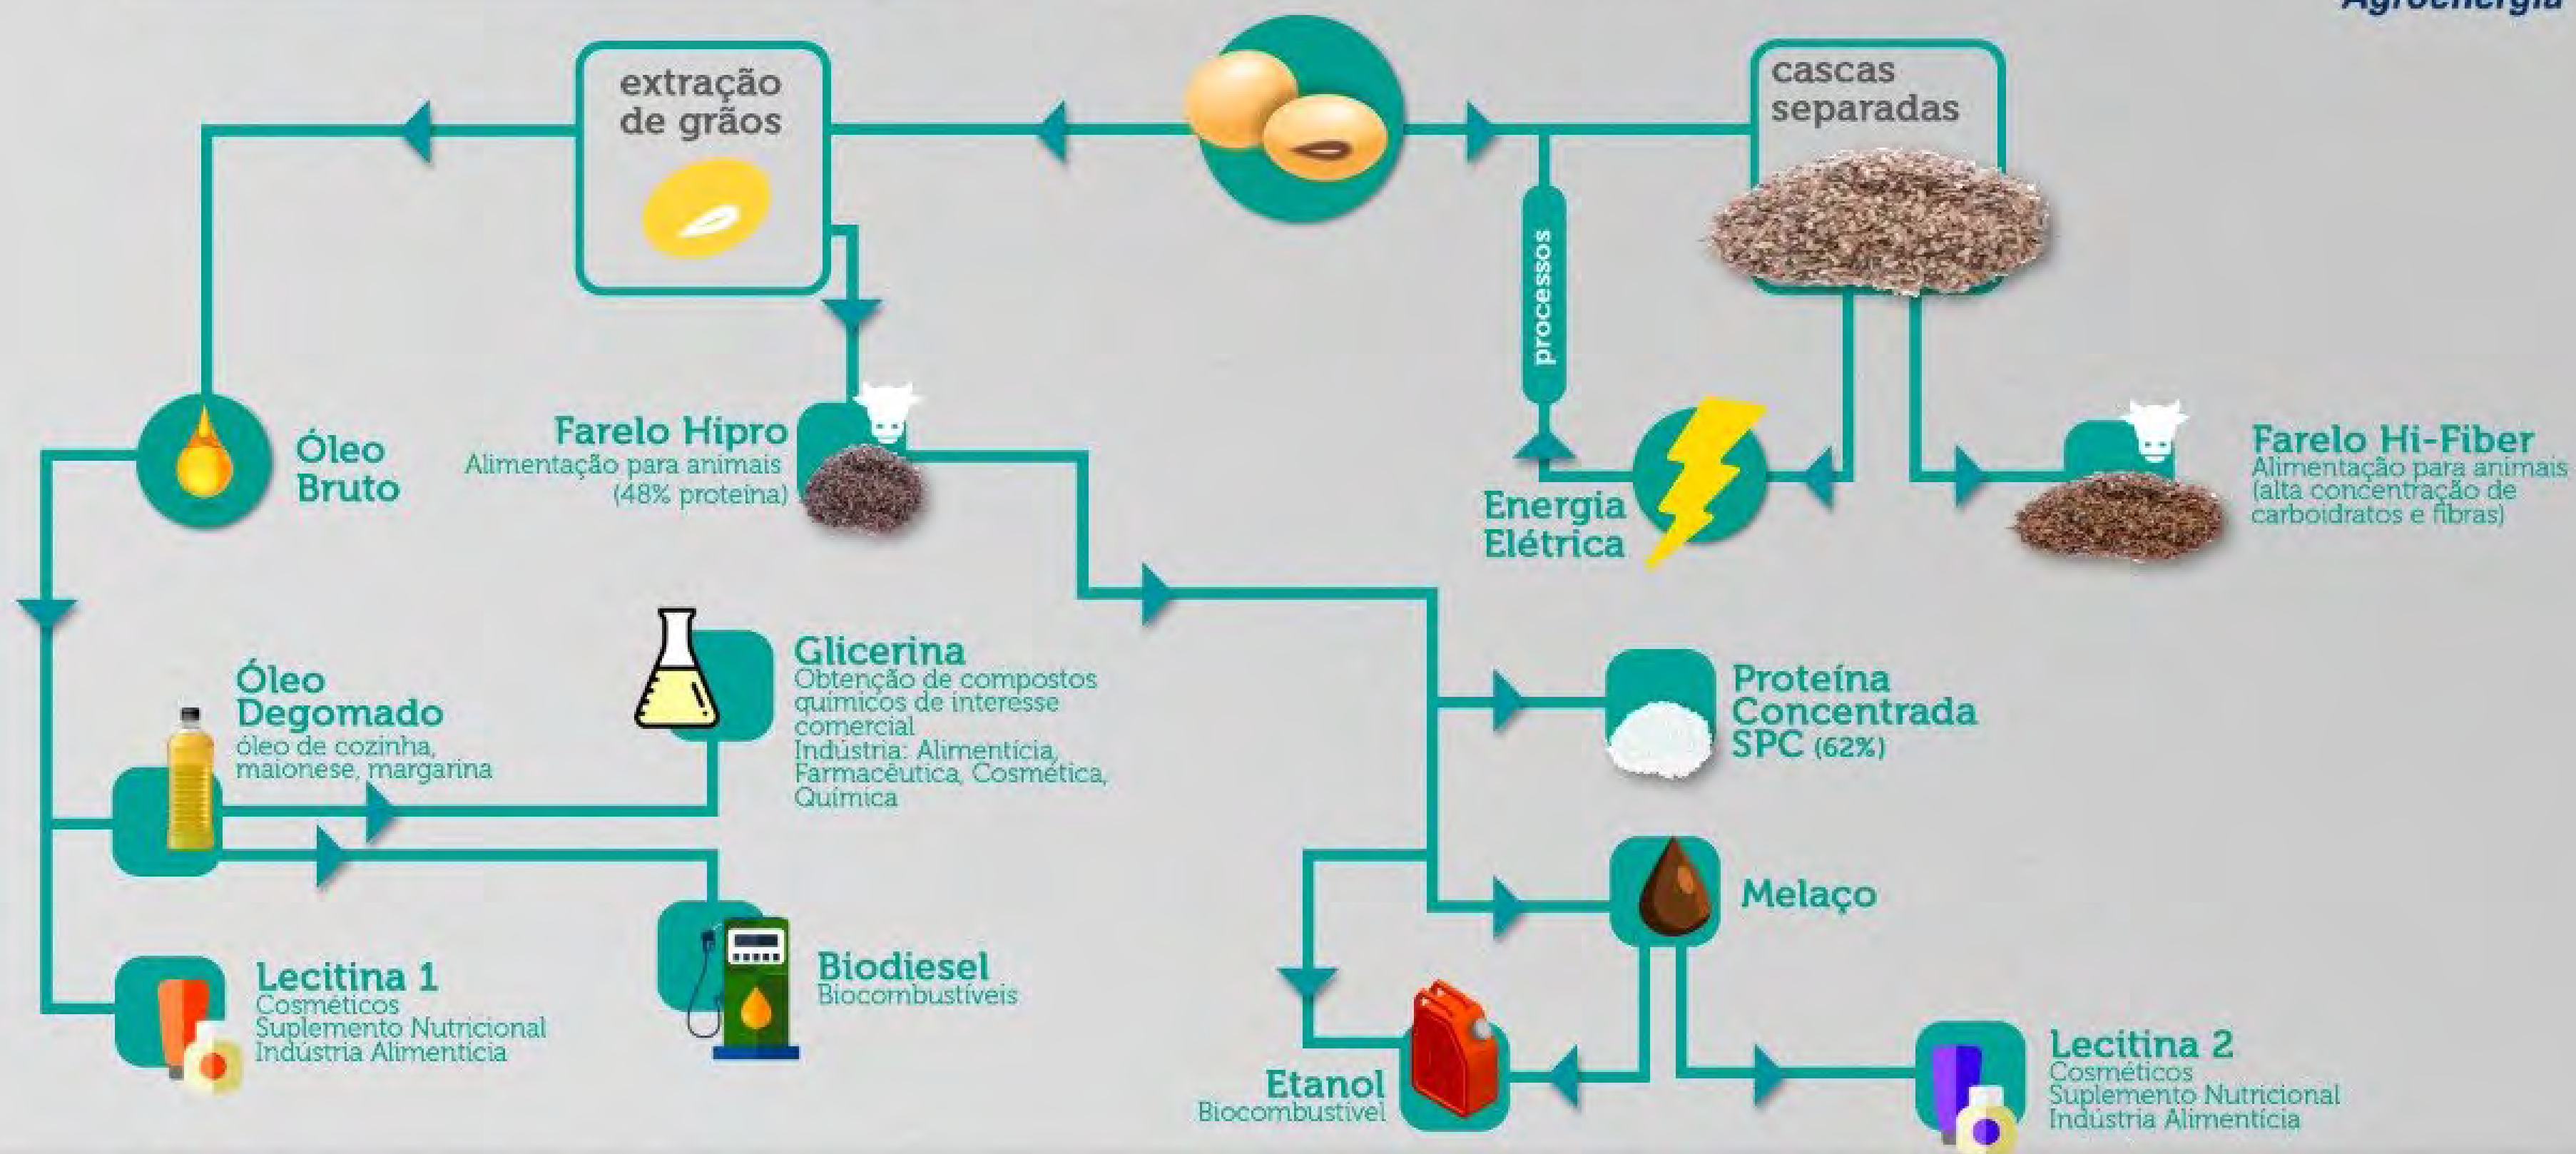 Agroenergia
extração
de grãos
cascas
separadas
processos
Óleo
Bruto
Farelo Hipro
Alimentação para animais
(48% proteína)
Energia
Elétrica
Farelo Hi-Fiber
Alimentação para animais
(alta concentração de
carboidratos e fibras)
Óleo
Degomado
óleo de cozinha,
maionese, margarina
Glicerina
Obtenção de compostos
químicos de interesse
comercial
Indústria: Alimentícia,
Farmacêutica, Cosmética,
Química
Proteína
Concentrada
SPC (62%)
Melaço
Lecitina 1
Cosméticos
Suplemento Nutricional
Indústria Alimentícia
Biodiesel
Biocombustíveis
Etanol
Biocombustível
Lecitina 2
Cosméticos
Suplemento Nutricional
Indústria Alimentícia